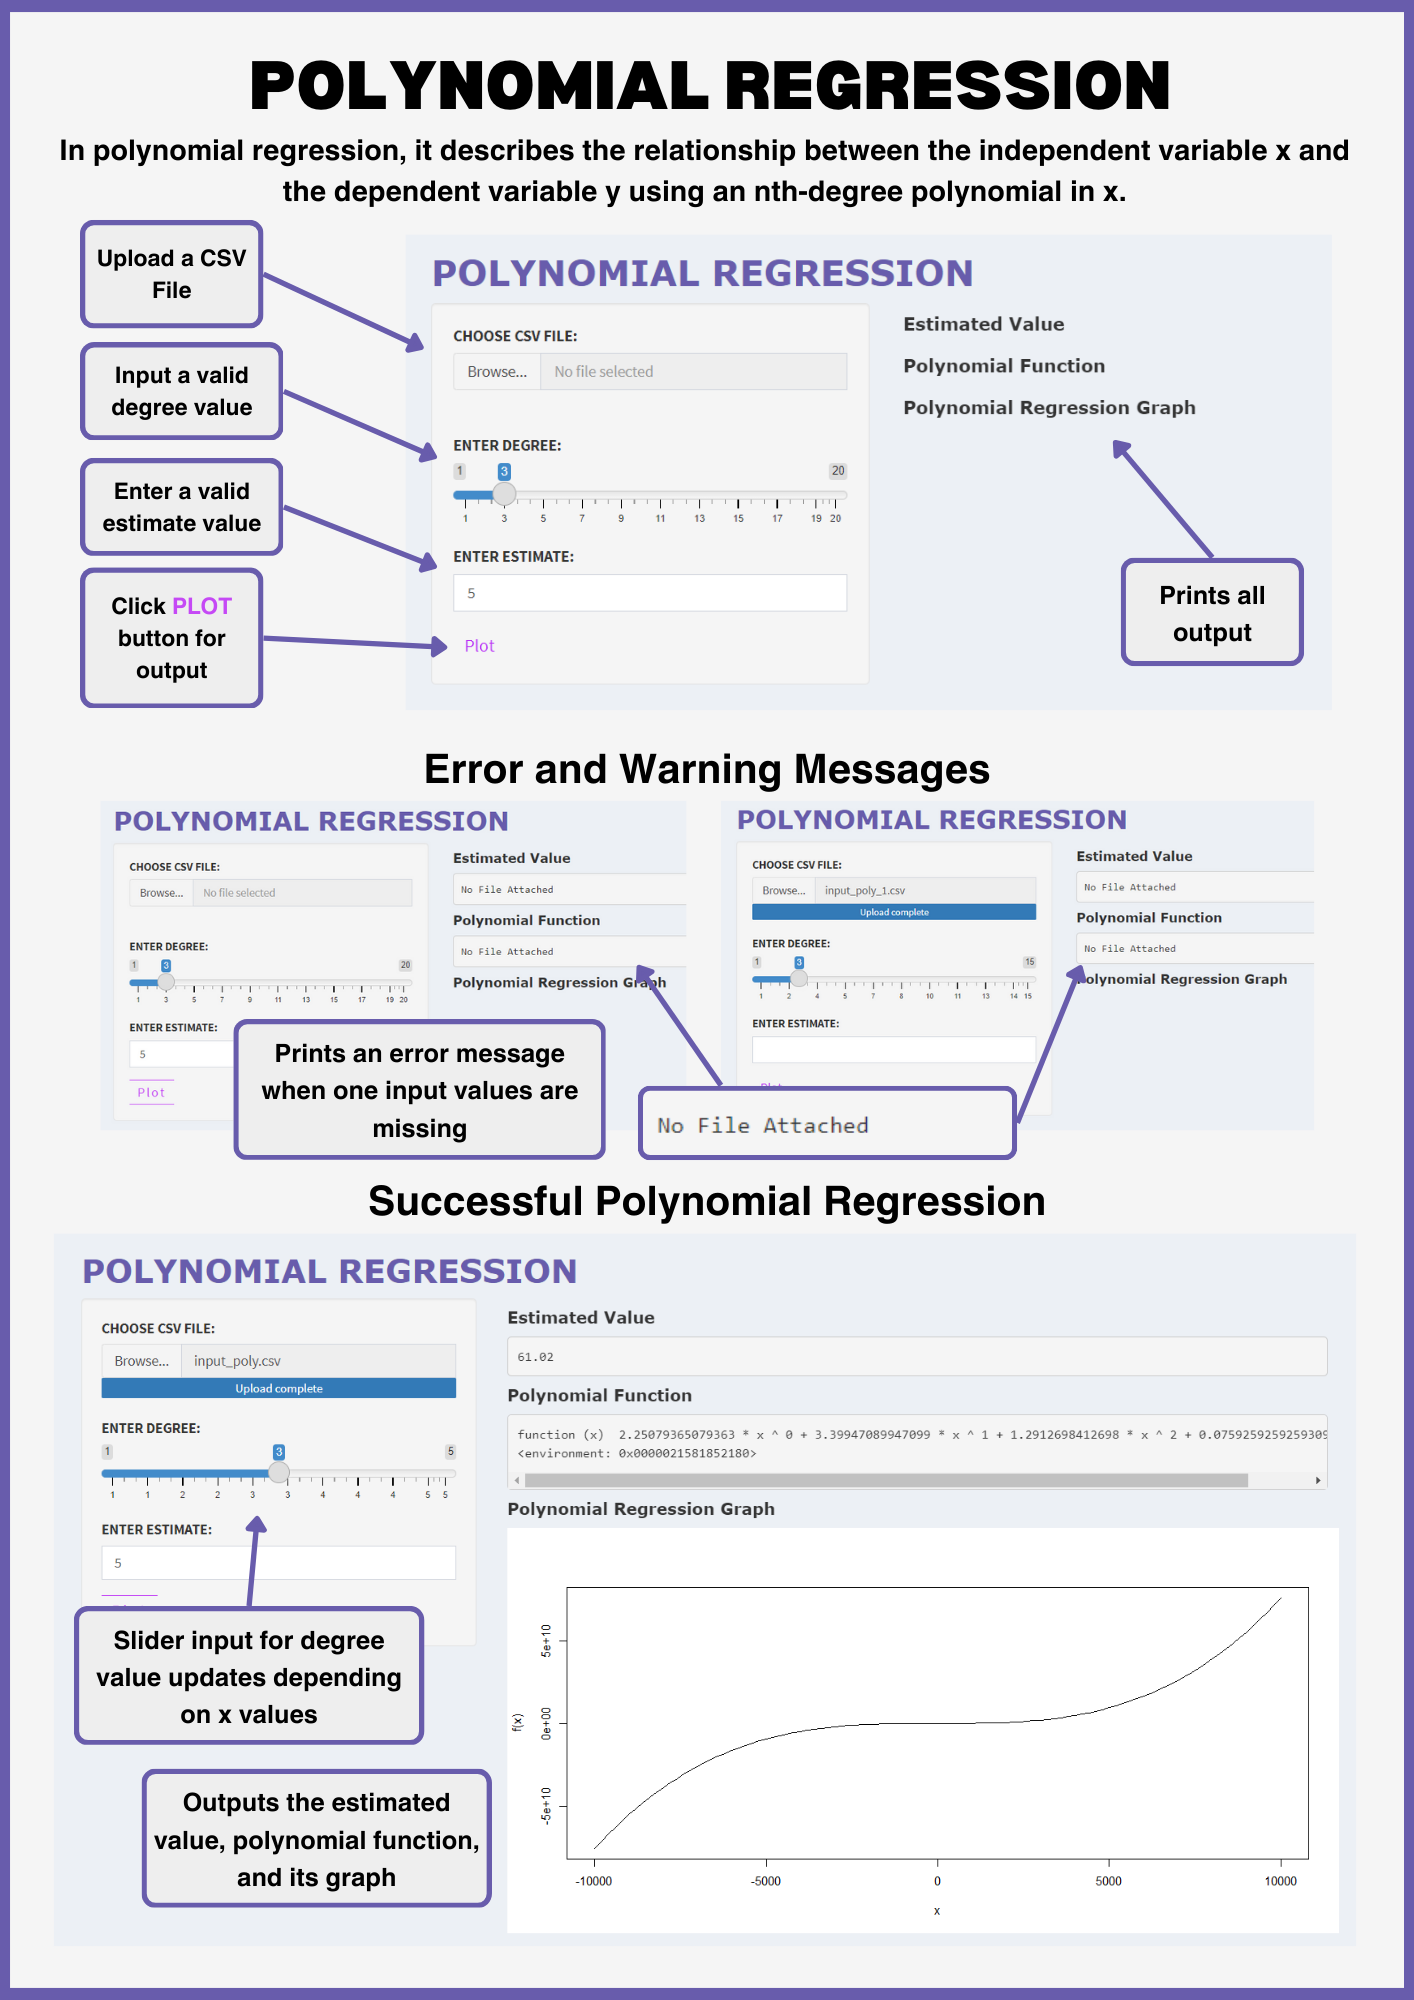 POLYNOMIAL REGRESSION
In polynomial regression, it describes the relationship between the independent variable x and
the dependent variable y using an nth-degree polynomial in x.
Upload a CSV
File
Input a valid
degree value
Enter a valid
estimate value
Click PLOT
button for
output
POLYNOMIAL REGRESSION
CHOOSE CSV FILE:
Browse... No file selected
ENTER DEGREE:
1 3 20
1 3 5 7 9 11 13 15 17 19 20
ENTER ESTIMATE:
5
Plot
Estimated Value
Polynomial Function
Polynomial Regression Graph
Prints all
output
Error and Warning Messages
POLYNOMIAL REGRESSION
CHOOSE CSV FILE:
Browse... No file selected
ENTER DEGREE:
1 3 20
1 3 5 7 9 11 13 15 17 19 20
ENTER ESTIMATE:
5
Plot
Estimated Value
No File Attached
Polynomial Function
No File Attached
Polynomial Regression Graph
Prints an error message
when one input values are
missing
POLYNOMIAL REGRESSION
CHOOSE CSV FILE:
Browse... input_poly_1.csv
Upload complete
ENTER DEGREE:
1 3 15
1 2 4 5 7 8 10 11 13 14 15
ENTER ESTIMATE:
Estimated Value
No File Attached
Polynomial Function
No File Attached
Polynomial Regression Graph
No File Attached
Successful Polynomial Regression
POLYNOMIAL REGRESSION
CHOOSE CSV FILE:
Browse... input_poly.csv
Upload complete
ENTER DEGREE:
1 3 5
1 1 2 2 3 3 4 4 4 5 5
ENTER ESTIMATE:
5
Slider input for degree
value updates depending
on x values
Outputs the estimated
value, polynomial function,
and its graph
Estimated Value
61.02
Polynomial Function
function (x) 2.25079365079363 * x ^ 0 + 3.39947089947099 * x ^ 1 + 1.2912698412698 * x ^ 2 + 0.0759259259259309
<environment: 0x0000021581852180>
Polynomial Regression Graph
5e+10
0e+00
-5e+10
f(x)
-10000 -5000 0 5000 10000
x